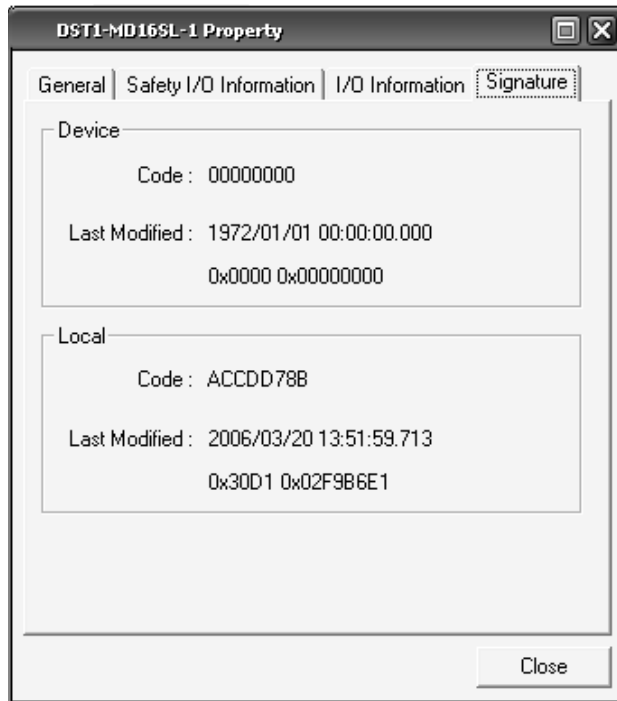 DST1-MD16SL-1 Property
General Safety I/O Information I/O Information Signature
Device
Code : 00000000
Last Modified : 1972/01/01 00:00:00.000
0x0000 0x00000000
Local
Code : ACCDD78B
Last Modified : 2006/03/20 13:51:59.713
0x30D1 0x02F9B6E1
Close